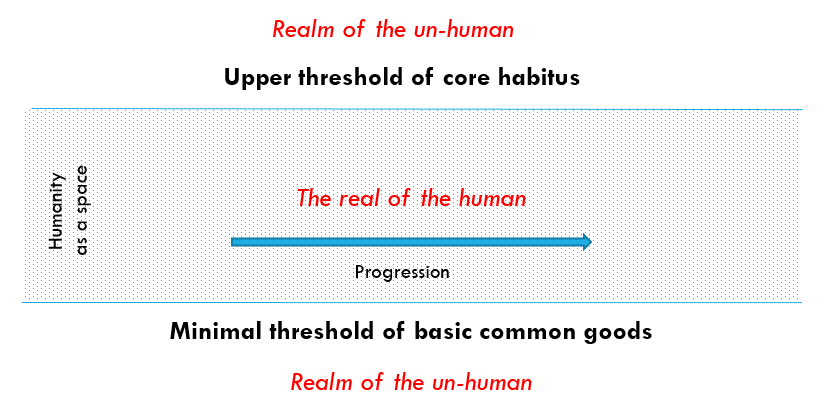 Realm of the un-human
Upper threshold of core habitus
Humanity
as a space
The real of the human
Progression
Minimal threshold of basic common goods
Realm of the un-human